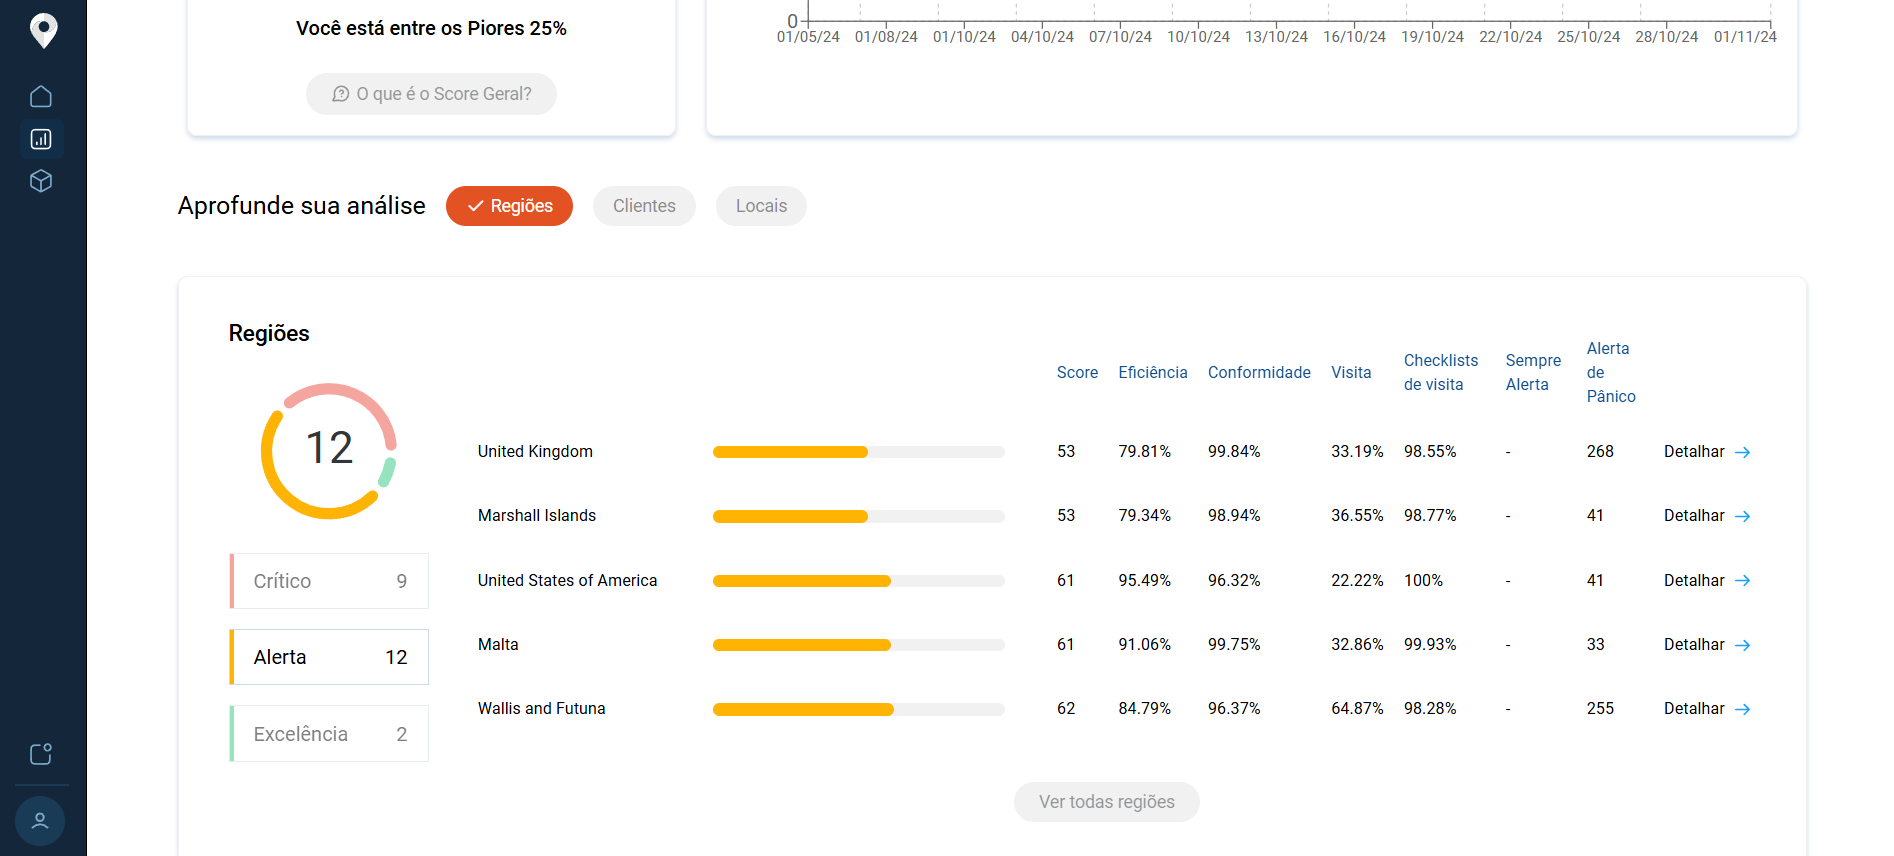 Você está entre os Piores 25%
O que é o Score Geral?
0
01/05/24 01/08/24 01/10/24 04/10/24 07/10/24 10/10/24 13/10/24 16/10/24 19/10/24 22/10/24 25/10/24 28/10/24 01/11/24
Aprofunde sua análise Regiões Clientes Locais
Regiões
12
Crítico 9
Alerta 12
Excelência 2
Score Eficiência Conformidade Visita Checklists de visita Sempre Alerta Alerta de Pânico
United Kingdom 53 79.81% 99.84% 33.19% 98.55% - 268 Detalhar
Marshall Islands 53 79.34% 98.94% 36.55% 98.77% - 41 Detalhar
United States of America 61 95.49% 96.32% 22.22% 100% - 41 Detalhar
Malta 61 91.06% 99.75% 32.86% 99.93% - 33 Detalhar
Wallis and Futuna 62 84.79% 96.37% 64.87% 98.28% - 255 Detalhar
Ver todas regiões